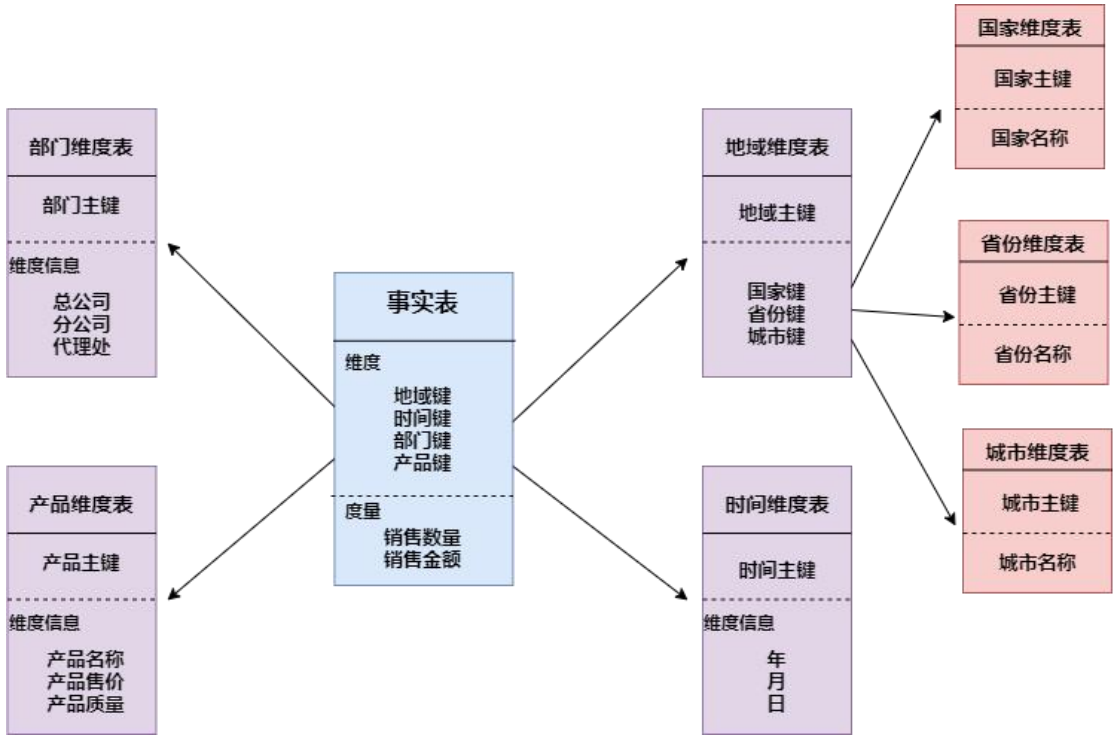 部门维度表
部门主键
维度信息
总公司
分公司
代理处
产品维度表
产品主键
维度信息
产品名称
产品售价
产品质量
事实表
维度
地域键
时间键
部门键
产品键
度量
销售数量
销售金额
地域维度表
地域主键
国家键
省份键
城市键
时间维度表
时间主键
维度信息
年
月
日
国家维度表
国家主键
国家名称
省份维度表
省份主键
省份名称
城市维度表
城市主键
城市名称